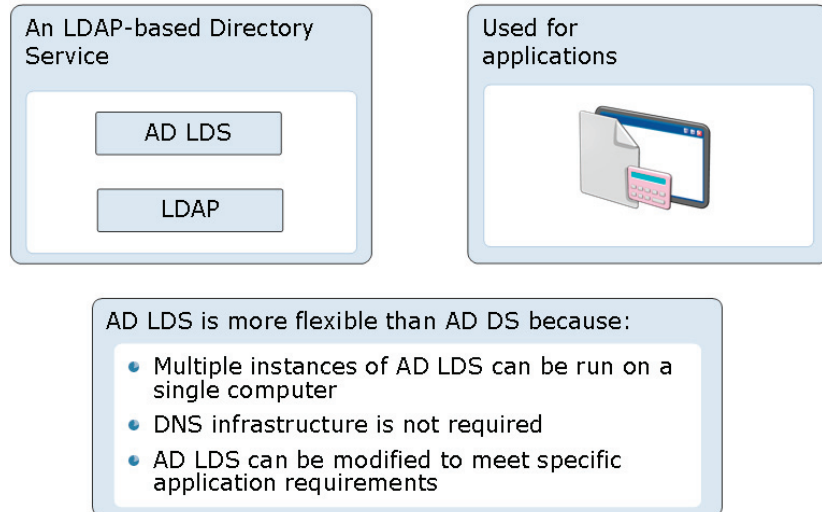 An LDAP-based Directory
Service
AD LDS
LDAP
Used for
applications
AD LDS is more flexible than AD DS because:
Multiple instances of AD LDS can be run on a
single computer
DNS infrastructure is not required
AD LDS can be modified to meet specific
application requirements